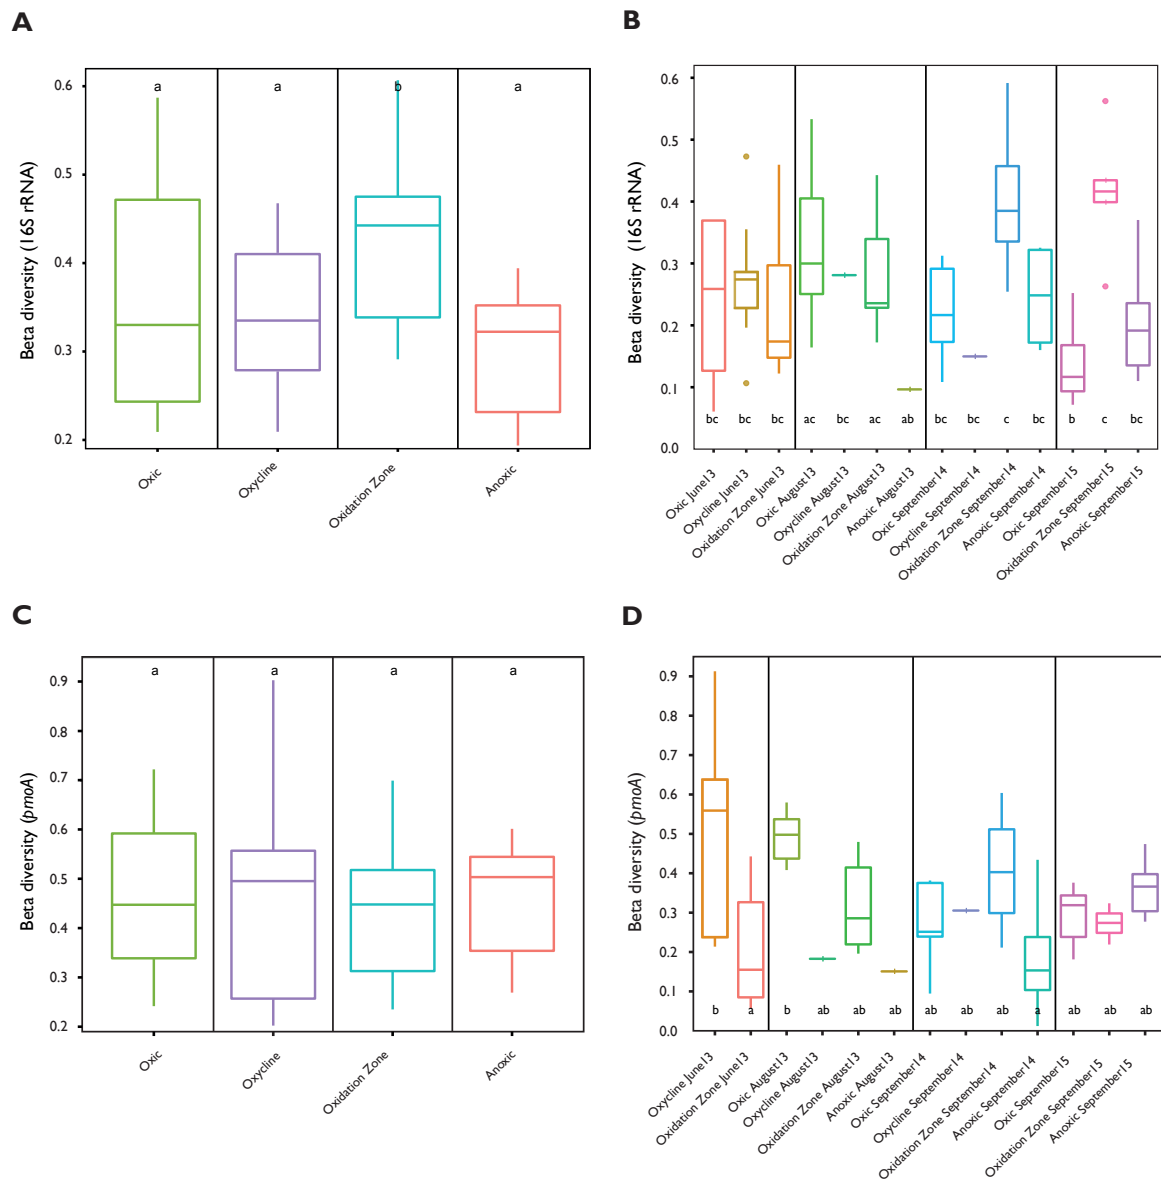 A
Beta diversity (16S rRNA)
0.6
0.5
0.4
0.3
0.2
a
a
b
a
Oxic
Oxycline
Oxidation Zone
Anoxic
B
Beta diversity (16S rRNA)
0.6
0.5
0.4
0.3
0.2
0.1
0.0
bc
bc
bc
ac
bc
ac
ab
bc
bc
c
bc
b
c
bc
Oxic June13
Oxycline June13
Oxidation Zone June13
Oxic August13
Oxycline August13
Oxidation Zone August13
Anoxic August13
Oxic September14
Oxycline September14
Oxidation Zone September14
Anoxic September14
Oxic September15
Oxidation Zone September15
Anoxic September15
C
Beta diversity (pmoA)
0.9
0.8
0.7
0.6
0.5
0.4
0.3
0.2
a
a
a
a
Oxic
Oxycline
Oxidation Zone
Anoxic
D
Beta diversity (pmoA)
0.9
0.8
0.7
0.6
0.5
0.4
0.3
0.2
0.1
0.0
b
a
b
ab
ab
ab
ab
ab
ab
a
ab
ab
ab
Oxycline June13
Oxidation Zone June13
Oxic August13
Oxycline August13
Oxidation Zone August13
Anoxic August13
Oxic September14
Oxycline September14
Oxidation Zone September14
Anoxic September14
Oxic September15
Oxidation Zone September15
Anoxic September15